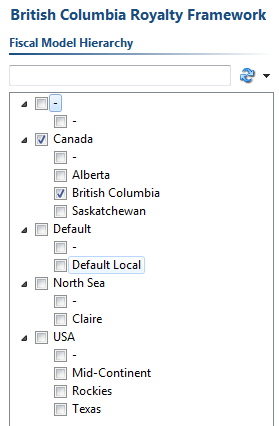 British Columbia Royalty Framework
Fiscal Model Hierarchy
-
-
Canada
-
Alberta
British Columbia
Saskatchewan
Default
-
Default Local
North Sea
-
Claire
USA
-
Mid-Continent
Rockies
Texas